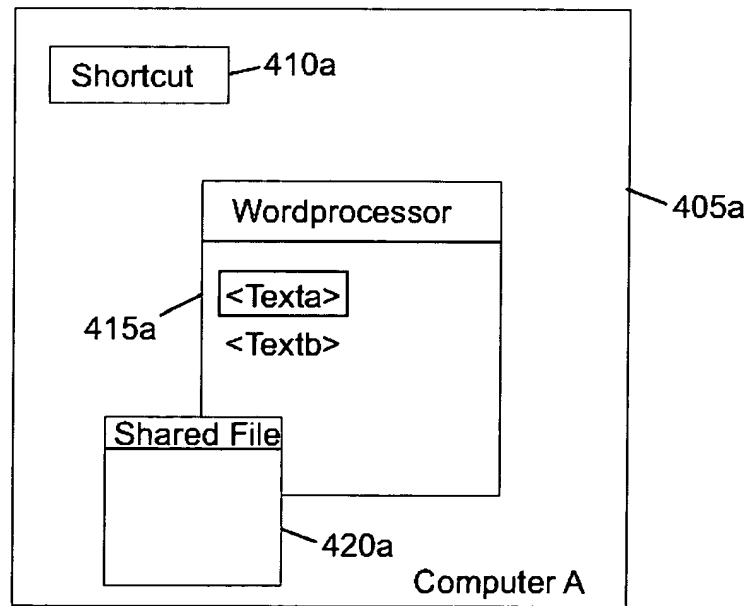 Shortcut
410a
Wordprocessor
405a
<Texta>
415a
<Textb>
Shared File
420a
Computer A